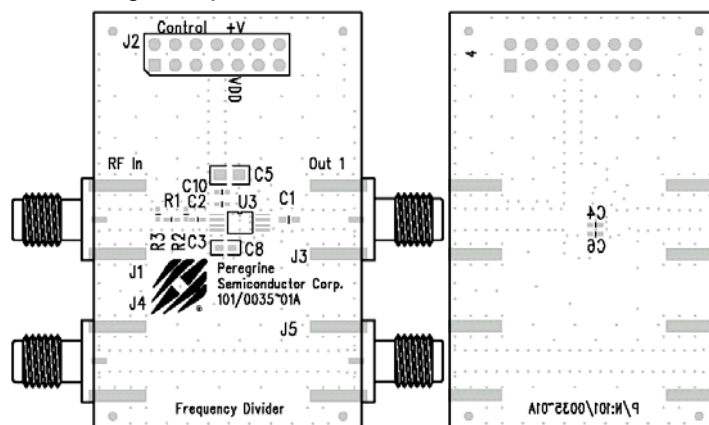 Control +V
J2
VDD
RF In
Out 1
C5
C10
R1
C2
U3
C1
R3
R2
C3
C8
J1
J3
Peregrine
Semiconductor Corp.
101/0035~01A
J4
®
J5
Frequency Divider
4
C4
C6
P/N:101/0035~01A